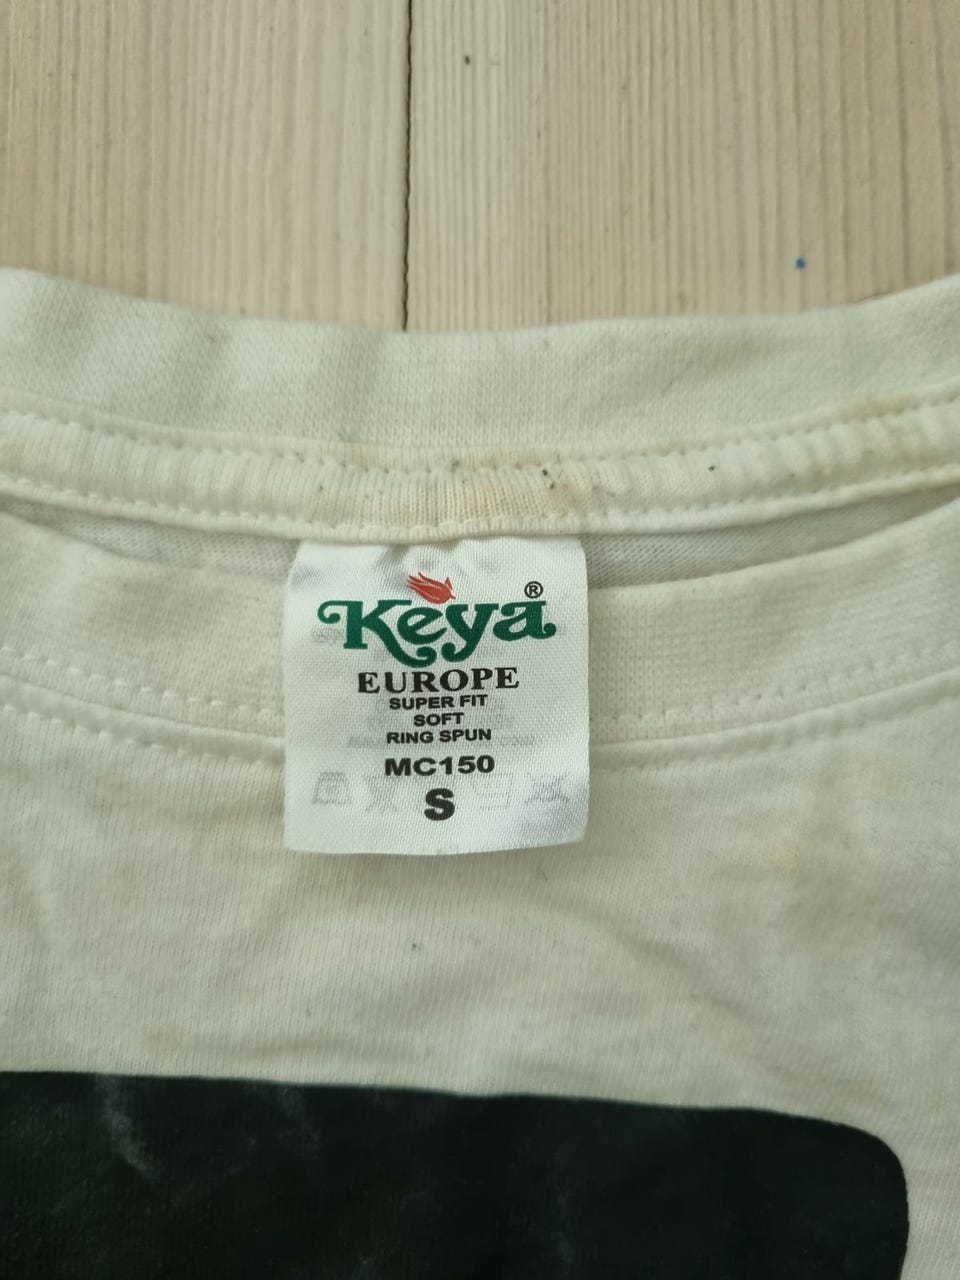 Keya®
EUROPE
SUPER FIT
SOFT
RING SPUN
MC150
S